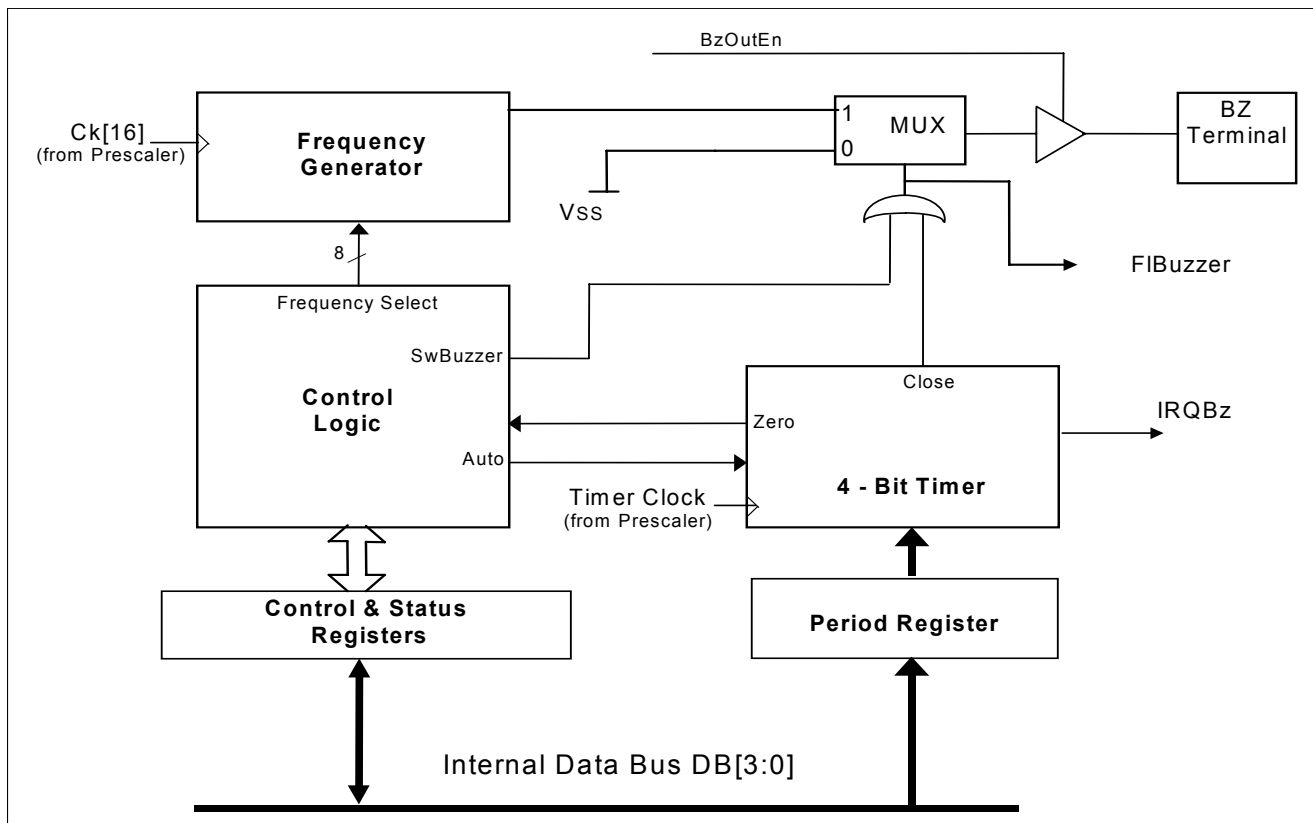 BzOutEn
Ck[16]
(from Prescaler)
Frequency
Generator
1
0
MUX
BZ
Terminal
Vss
8
FlBuzzer
Frequency Select
SwBuzzer
Control
Logic
Auto
Close
Zero
4 - Bit Timer
IRQBz
Timer Clock
(from Prescaler)
Control & Status
Registers
Period Register
Internal Data Bus DB[3:0]